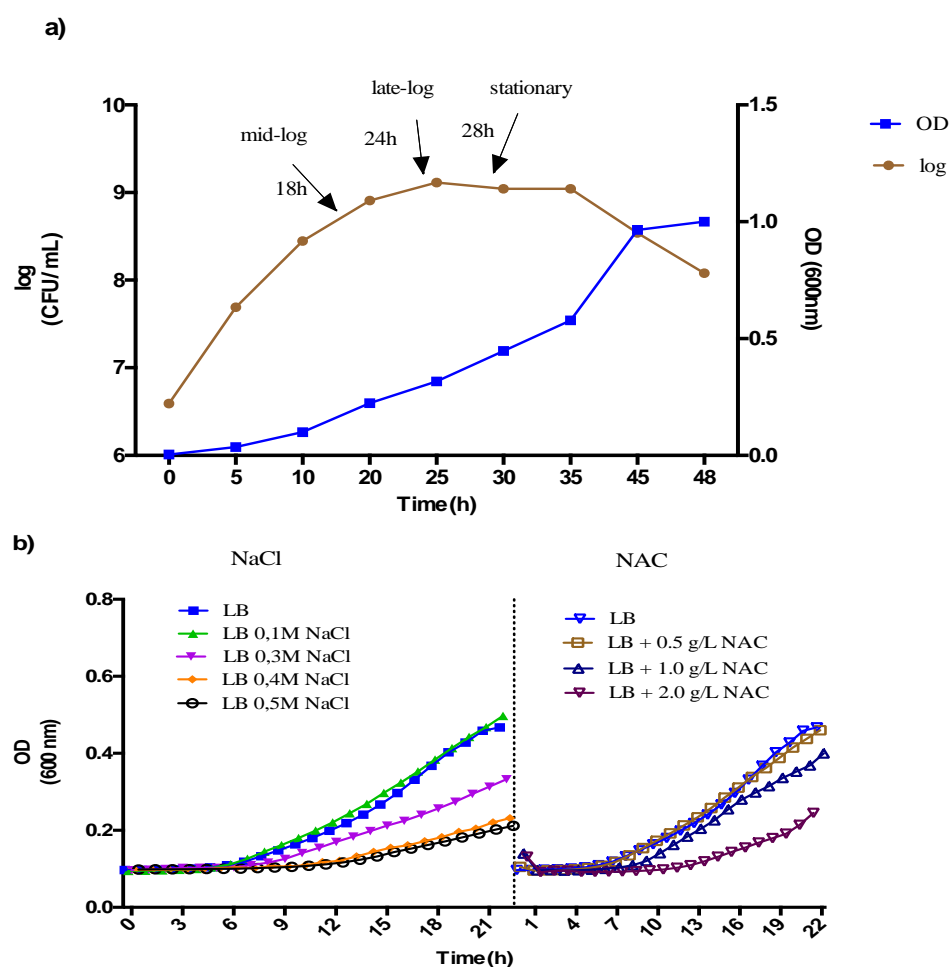 a)
late-log
stationary
mid-log
24h
28h
18h
OD
log
10
9
8
7
6
log
(CFU/ mL)
1.5
1.0
0.5
0.0
OD (600nm)
0 5 10 20 25 30 35 45 48
Time (h)
b)
NaCl
NAC
LB
LB 0,1M NaCl
LB 0,3M NaCl
LB 0,4M NaCl
LB 0,5M NaCl
LB
LB + 0.5 g/L NAC
LB + 1.0 g/L NAC
LB + 2.0 g/L NAC
0.8
0.6
0.4
0.2
0.0
OD
(600 nm)
0 3 6 9 12 15 18 21 1 4 7 10 13 16 19 22
Time (h)